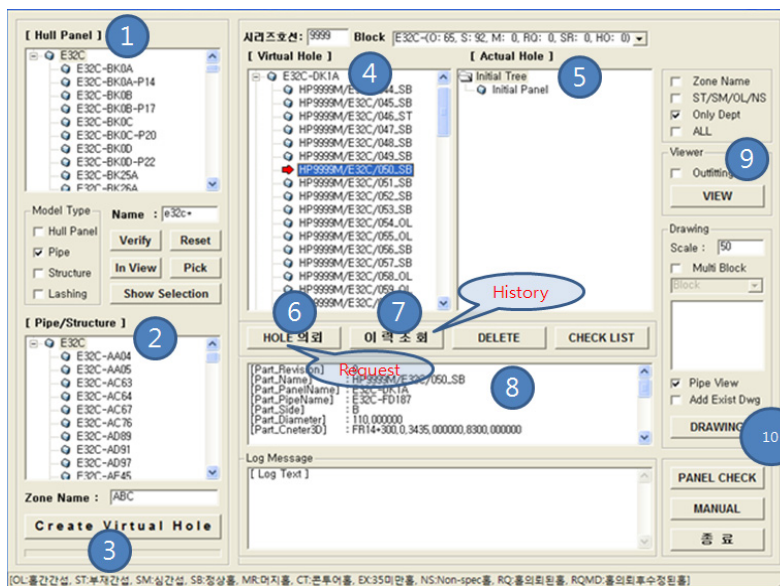 [ Hull Panel ]
1
E32C
E32C-BK0A
E32C-BK0A-P14
E32C-BK0B
E32C-BK0B-P17
E32C-BK0C
E32C-BK0C-P20
E32C-BK0D
E32C-BK0D-P22
E32C-BK25A
E32C-BK26A
Model Type
Hull Panel
Pipe
Structure
Lashing
Name : e32c*
Verify Reset
In View Pick
Show Selection
[ Pipe/Structure ]
2
E32C
E32C-AA04
E32C-AA05
E32C-AC63
E32C-AC64
E32C-AC67
E32C-AC76
E32C-AD89
E32C-AD91
E32C-AD97
E32C-AE45
Zone Name : ABC
Create Virtual Hole
3
시리즈호선: 9999 Block E32C-(O: 65, S: 92, M: 0, RQ: 0, SR: 0, HO: 0)
[ Virtual Hole ]
4
E32C-DK1A
HP9999M/E32C/044_SB
HP9999M/E32C/045_SB
HP9999M/E32C/046_ST
HP9999M/E32C/047_SB
HP9999M/E32C/048_SB
HP9999M/E32C/049_SB
HP9999M/E32C/050_SB
HP9999M/E32C/051_SB
HP9999M/E32C/052_SB
HP9999M/E32C/053_SB
HP9999M/E32C/054_OL
HP9999M/E32C/055_OL
HP9999M/E32C/056_SB
HP9999M/E32C/057_SB
HP9999M/E32C/058_OL
HP9999M/E32C/059_OL
[ Actual Hole ]
5
Initial Tree
Initial Panel
History
6
7
HOLE 의뢰 이 력 조 회 DELETE CHECK LIST
Request
8
[Part_Revision] :
[Part_Name] : HP9999M/E32C/050_SB
[Part_PanelName] : E32C-DK1A
[Part_PipeName] : E32C-FD187
[Part_Side] : B
[Part_Diameter] : 110,000000
[Part_Cneter3D] : FR14+300,0,3435,000000,8300,000000
Log Message
[ Log Text ]
Zone Name
ST/SM/OL/NS
Only Dept
ALL
Viewer
9
Outfitting
VIEW
Drawing
Scale : 50
Multi Block
Block
Pipe View
Add Exist Dwg
DRAWING
10
PANEL CHECK
MANUAL
종 료
[OL:홀간간섭, ST:부재간섭, SM:심간섭, SB:정상홀, MR:머지홀, CT:콘투어홀, EX:35미만홀, NS:Non-spec홀, RQ:홀의뢰된홀, RQMD:홀의뢰후수정된홀]